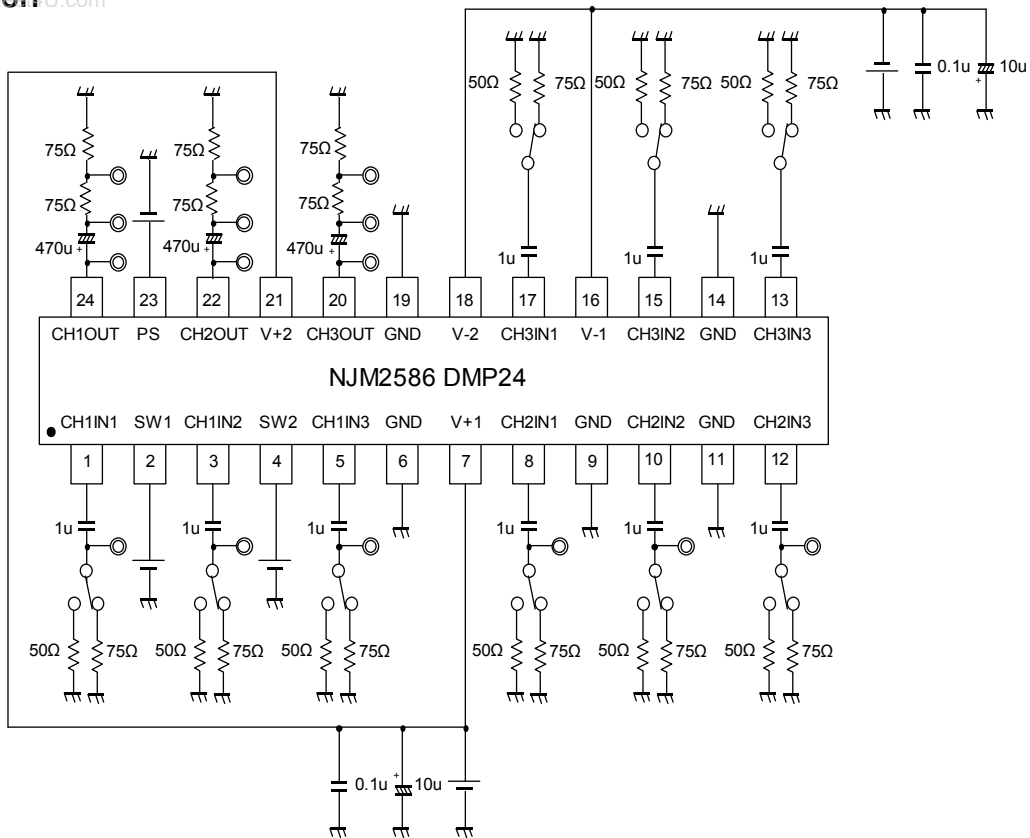 0.1u 10u
50Ω 75Ω 50Ω 75Ω 50Ω 75Ω
75Ω 75Ω 75Ω
75Ω 75Ω 75Ω
470u + 470u + 470u +
1u 1u 1u
24 23 22 21 20 19 18 17 16 15 14 13
CH1OUT PS CH2OUT V+2 CH3OUT GND V-2 CH3IN1 V-1 CH3IN2 GND CH3IN3
NJM2586 DMP24
CH1IN1 SW1 CH1IN2 SW2 CH1IN3 GND V+1 CH2IN1 GND CH2IN2 GND CH2IN3
1 2 3 4 5 6 7 8 9 10 11 12
1u 1u 1u 1u 1u 1u
50Ω 75Ω 50Ω 75Ω 50Ω 75Ω 50Ω 75Ω 50Ω 75Ω 50Ω 75Ω
0.1u + 10u